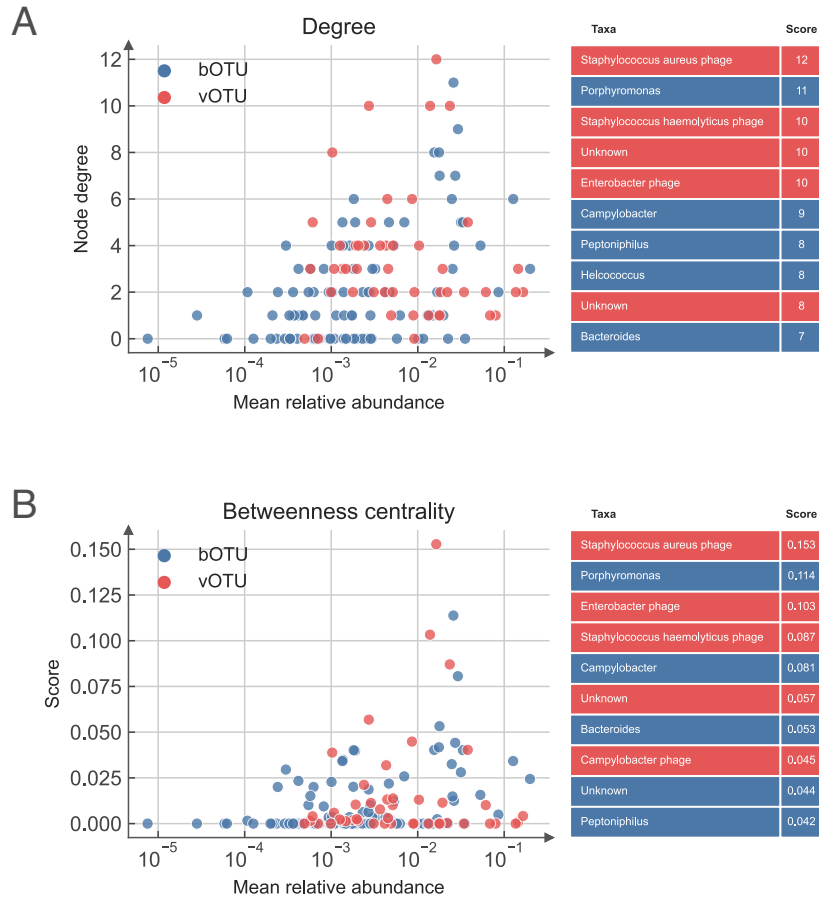 A
Degree
12
10
8
6
4
2
0
Node degree
bOTU
vOTU
10⁻⁵
10⁻⁴
10⁻³
10⁻²
10⁻¹
Mean relative abundance
Taxa Score
Staphylococcus aureus phage 12
Porphyromonas 11
Staphylococcus haemolyticus phage 10
Unknown 10
Enterobacter phage 10
Campylobacter 9
Peptoniphilus 8
Helcococcus 8
Unknown 8
Bacteroides 7
B
Betweenness centrality
0.150
0.125
0.100
0.075
0.050
0.025
0.000
Score
bOTU
vOTU
10⁻⁵
10⁻⁴
10⁻³
10⁻²
10⁻¹
Mean relative abundance
Taxa Score
Staphylococcus aureus phage 0.153
Porphyromonas 0.114
Enterobacter phage 0.103
Staphylococcus haemolyticus phage 0.087
Campylobacter 0.081
Unknown 0.057
Bacteroides 0.053
Campylobacter phage 0.045
Unknown 0.044
Peptoniphilus 0.042